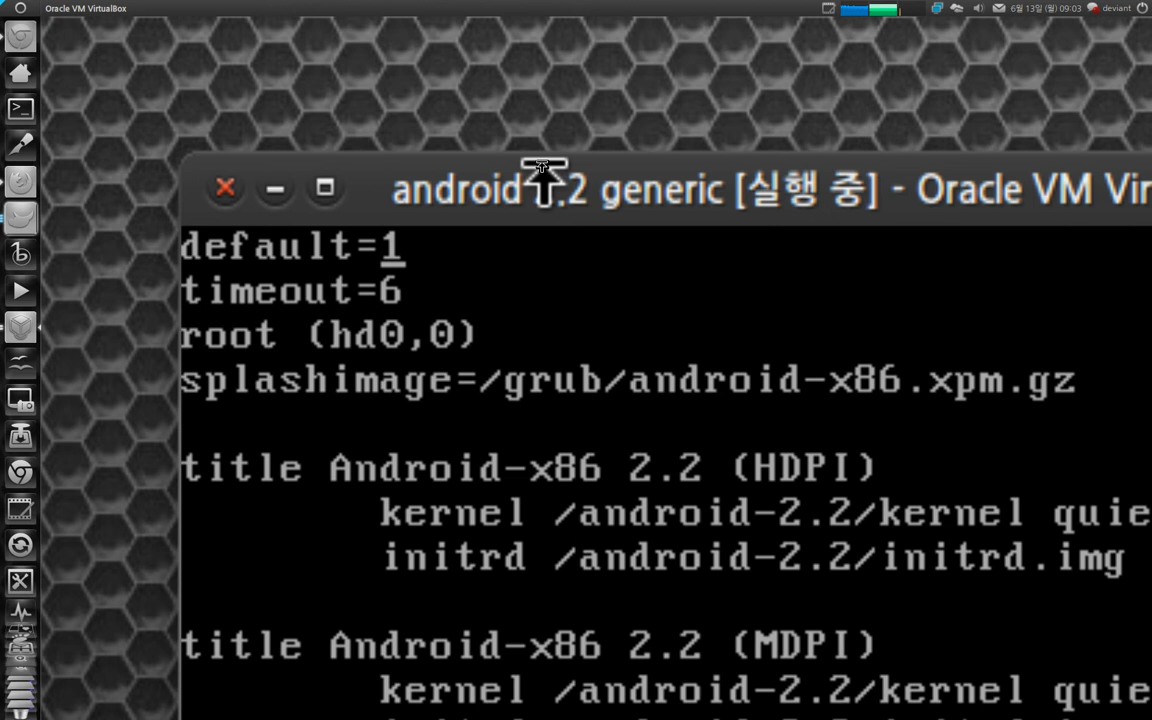 Oracle VM VirtualBox
6월 13일 (월) 09:03
deviant
android .2 generic [실행 중] - Oracle VM Vir
default=1
timeout=6
root (hd0,0)
splashimage=/grub/android-x86.xpm.gz
title Android-x86 2.2 (HDPI)
kernel /android-2.2/kernel quie
initrd /android-2.2/initrd.img
title Android-x86 2.2 (MDPI)
kernel /android-2.2/kernel quie